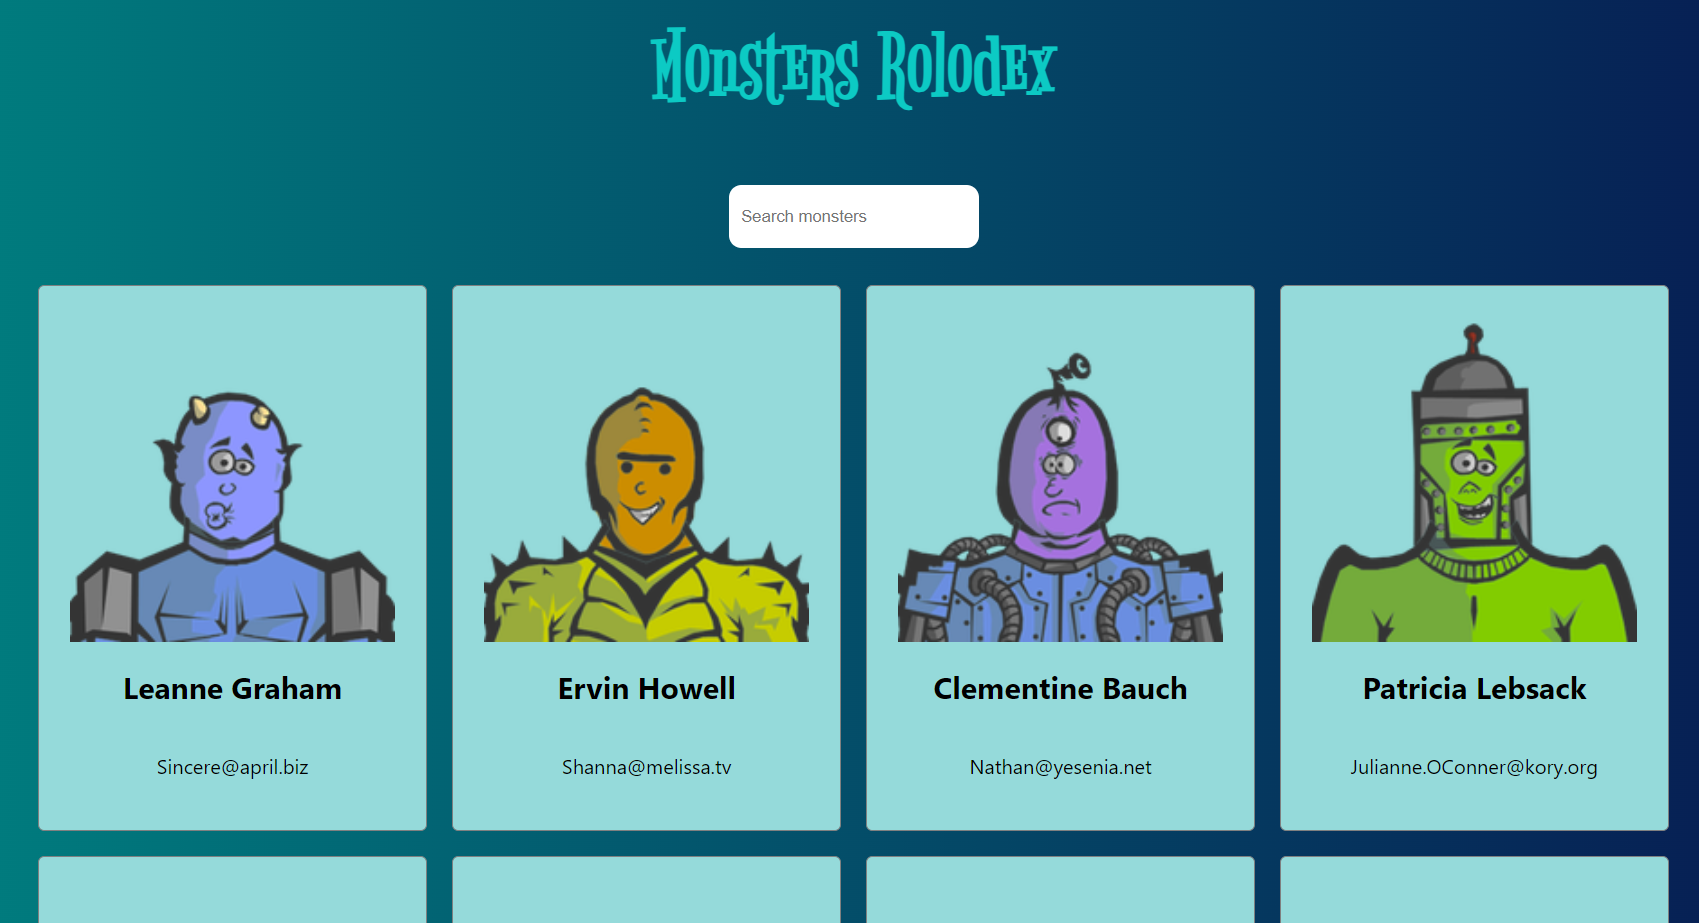 Monsters Rolodex
Search monsters
Leanne Graham
Sincere@april.biz
Ervin Howell
Shanna@melissa.tv
Clementine Bauch
Nathan@yesenia.net
Patricia Lebsack
Julianne.OConner@kory.org